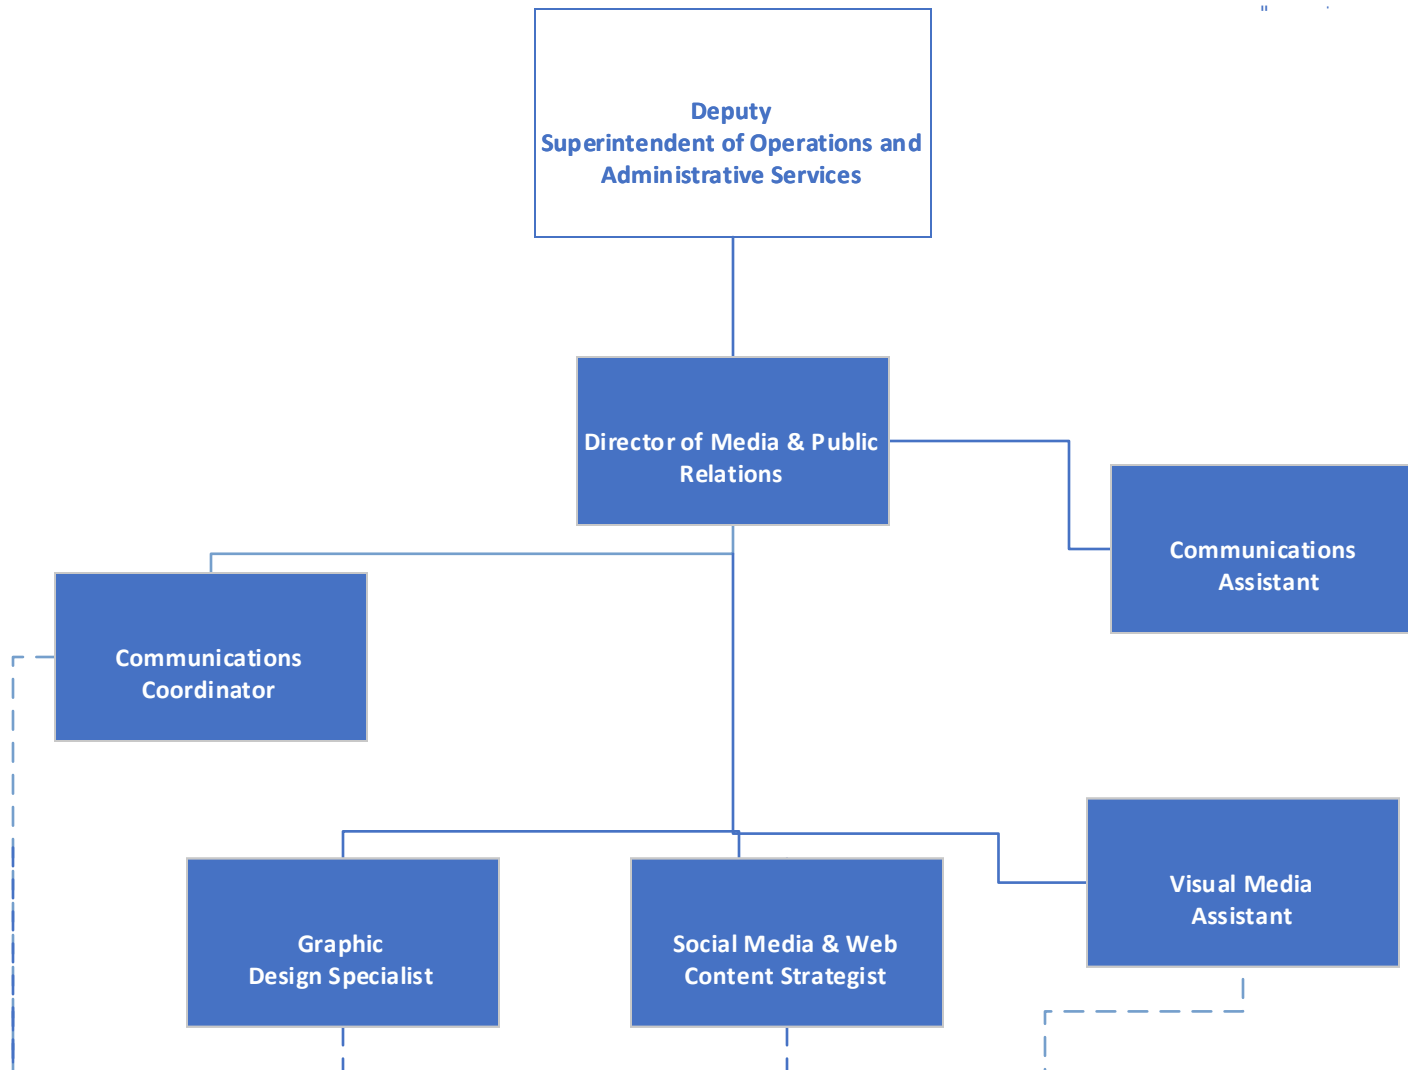 Deputy
Superintendent of Operations and
Administrative Services
Director of Media & Public
Relations
Communications
Assistant
Communications
Coordinator
Visual Media
Assistant
Graphic
Design Specialist
Social Media & Web
Content Strategist